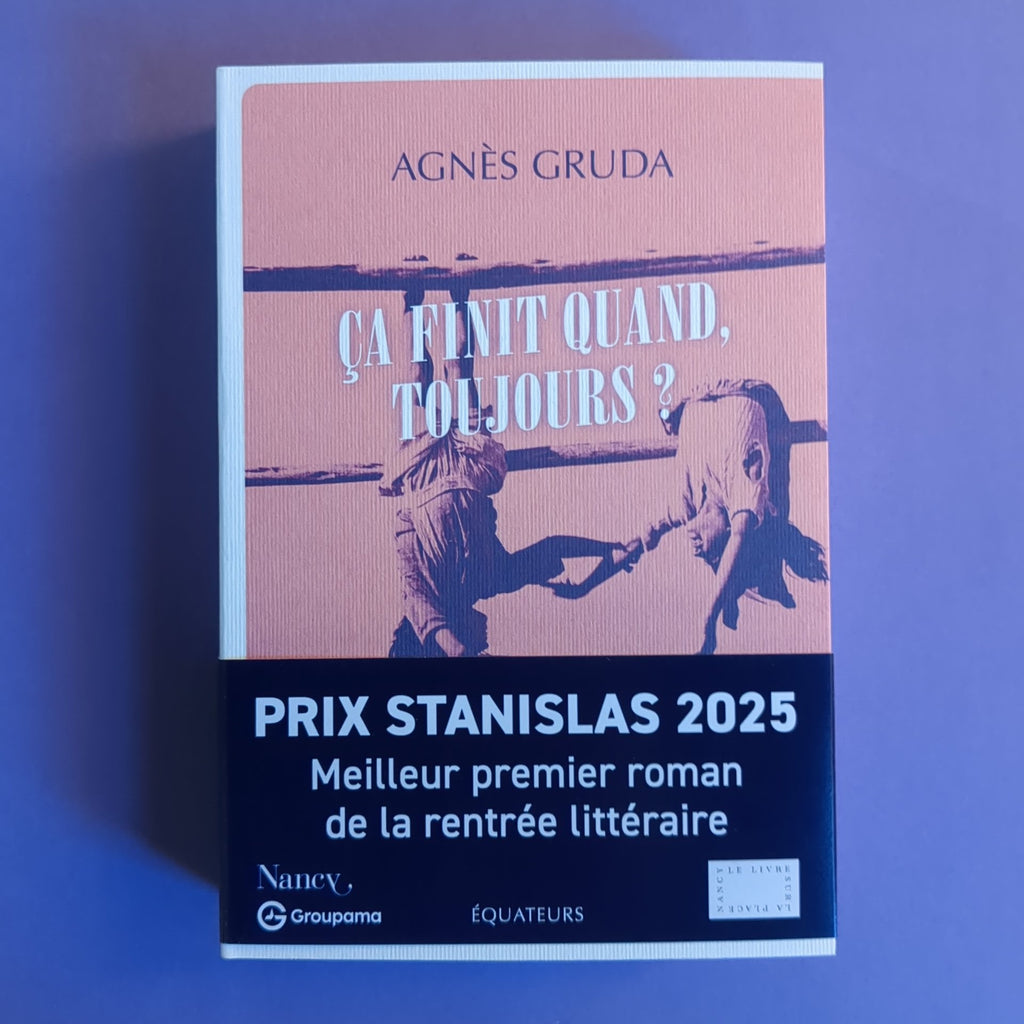 AGNÈS GRUDA
ÇA FINIT QUAND,
TOUJOURS ?
PRIX STANISLAS 2025
Meilleur premier roman
de la rentrée littéraire
Nancy,
Groupama
ÉQUATEURS
NANCY LE LIVRE SUR LA PLACE